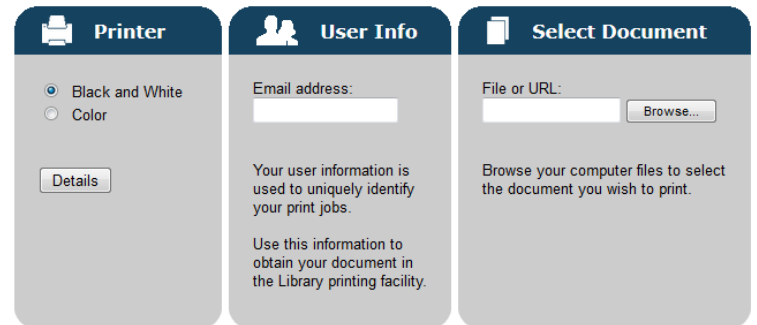 Printer
Black and White
Color
Details
User Info
Email address:
Your user information is
used to uniquely identify
your print jobs.
Use this information to
obtain your document in
the Library printing facility.
Select Document
File or URL:
Browse...
Browse your computer files to select
the document you wish to print.